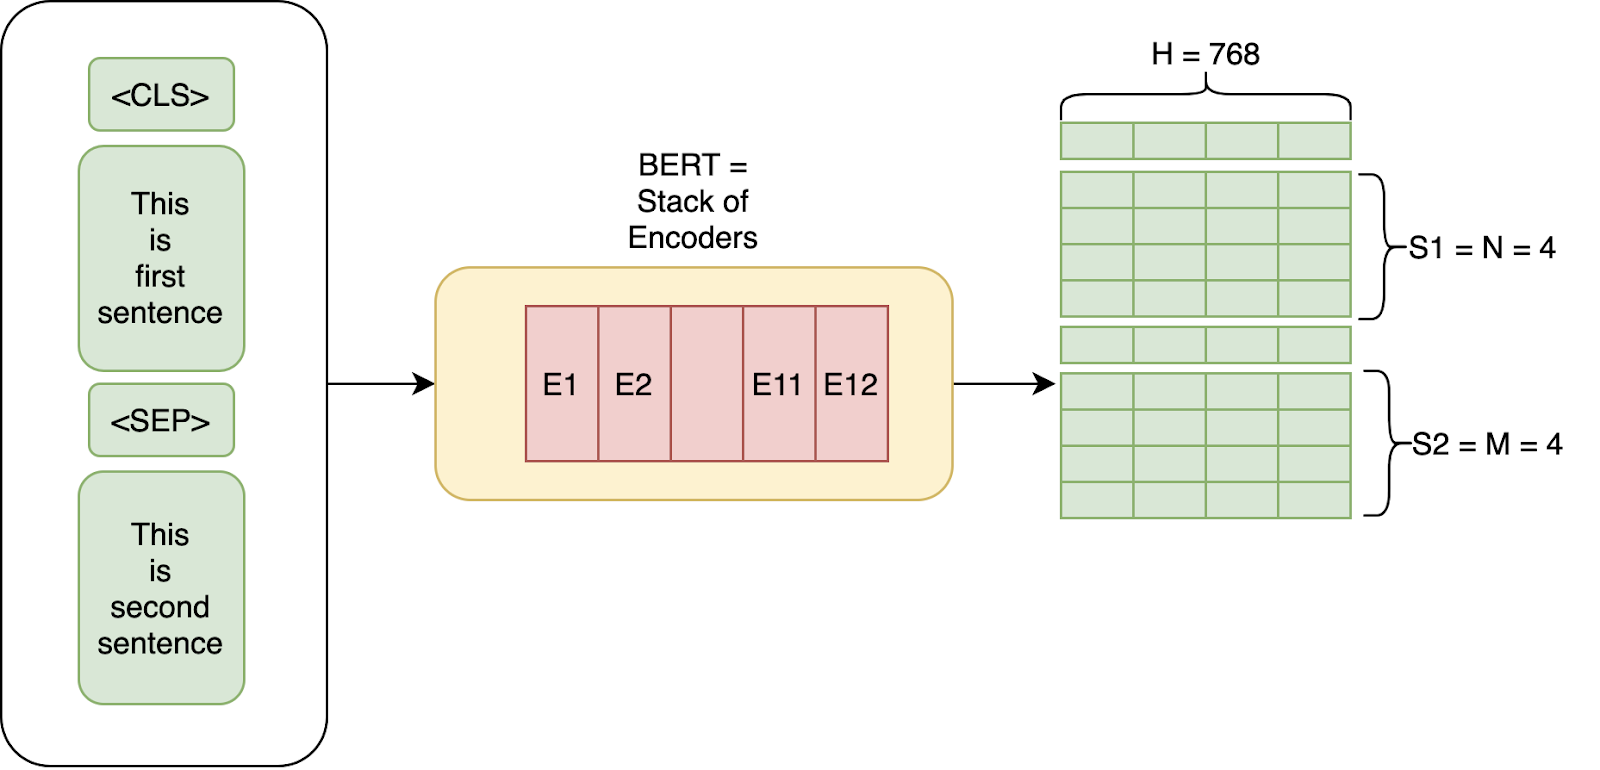 <CLS>
This
is
first
sentence
<SEP>
This
is
second
sentence
BERT =
Stack of
Encoders
E1 E2 E11 E12
H = 768
S1 = N = 4
S2 = M = 4